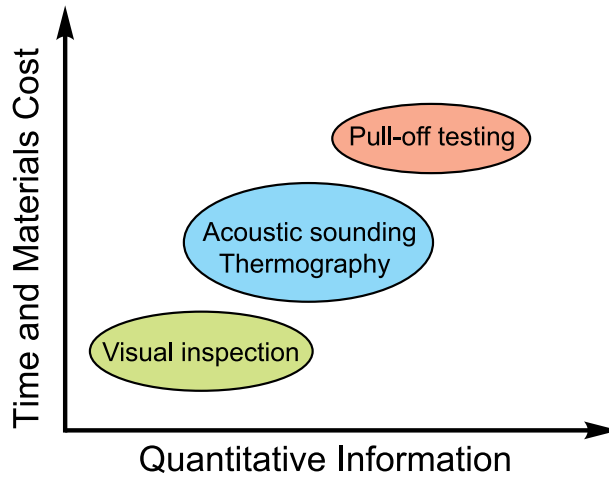 Time and Materials Cost
Pull-off testing
Acoustic sounding
Thermography
Visual inspection
Quantitative Information